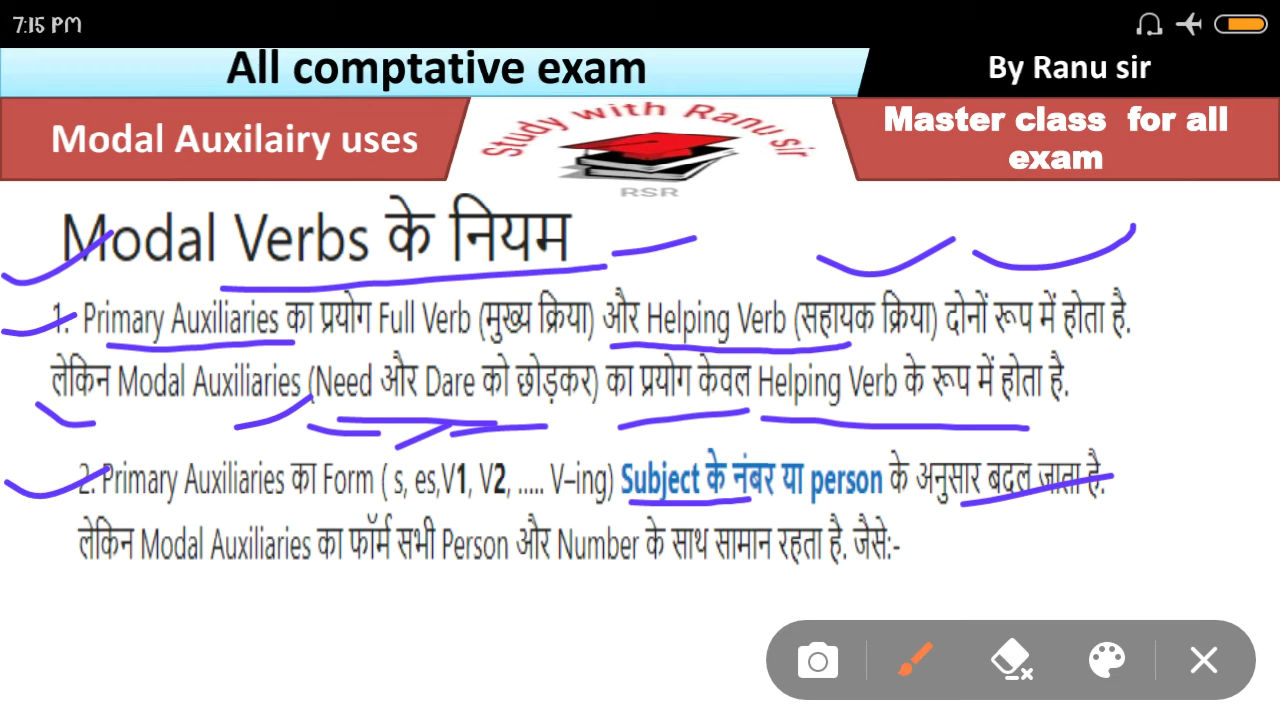 7:15 PM
All comptative exam
By Ranu sir
Modal Auxilairy uses
Study with Ranu sir
RSR
Master class for all
exam
Modal Verbs के नियम
1. Primary Auxiliaries का प्रयोग Full Verb (मुख्य क्रिया) और Helping Verb (सहायक क्रिया) दोनों रूप में होता है.
लेकिन Modal Auxiliaries (Need और Dare को छोड़कर) का प्रयोग केवल Helping Verb के रूप में होता है.
2. Primary Auxiliaries का Form ( s, es,V1, V2, ..... V–ing) Subject के नंबर या person के अनुसार बदल जाता है.
लेकिन Modal Auxiliaries का फॉर्म सभी Person और Number के साथ सामान रहता है. जैसे:-